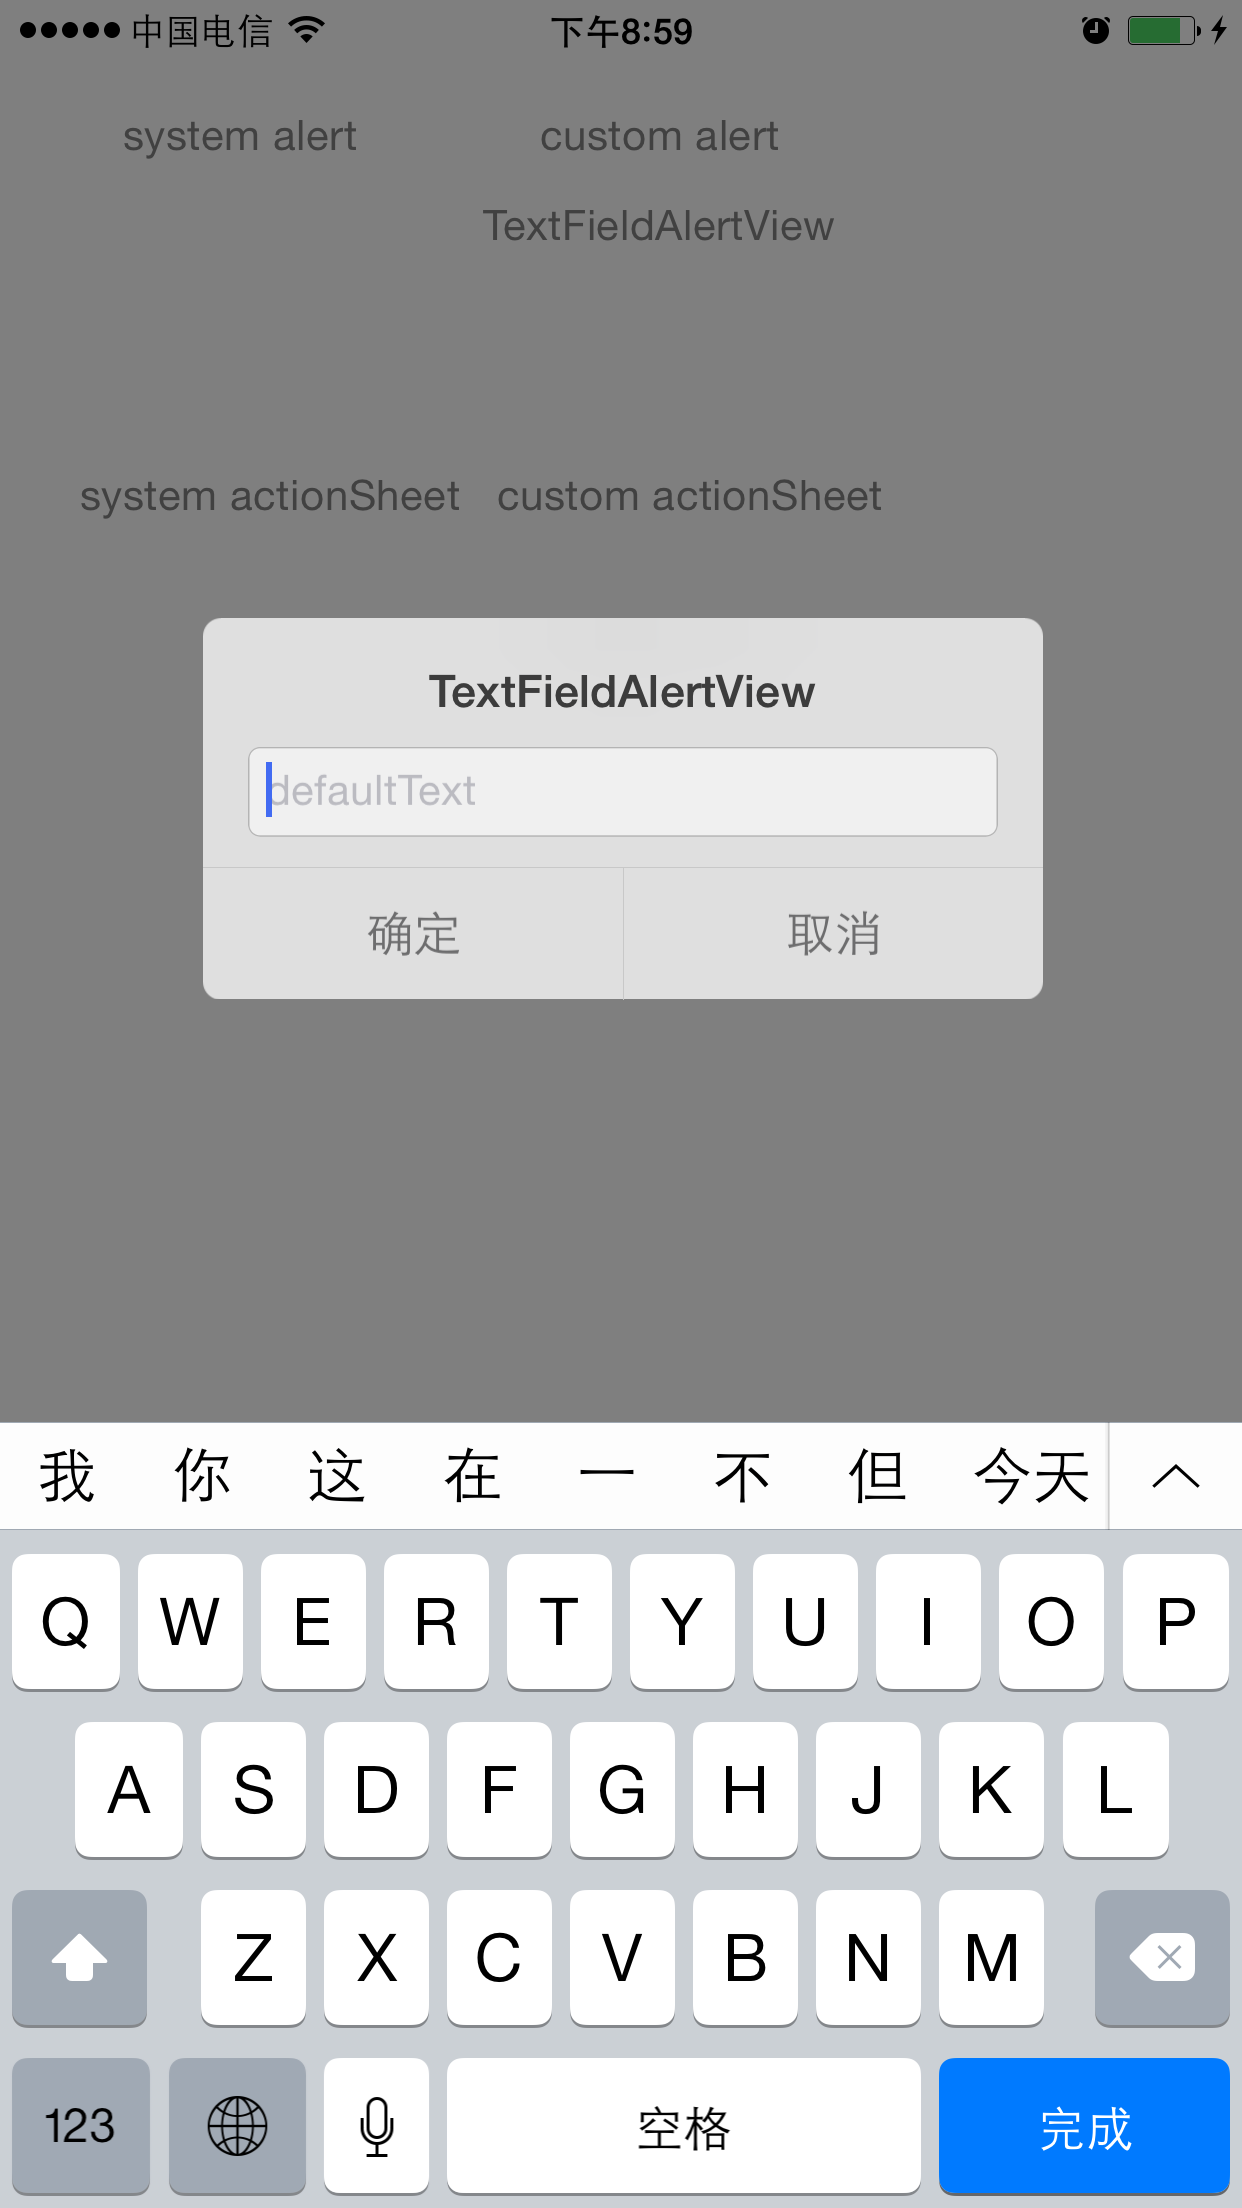 中国电信 下午8:59
system alert custom alert
TextFieldAlertView
system actionSheet custom actionSheet
TextFieldAlertView
defaultText
确定 取消
我 你 这 在 一 不 但 今天
Q W E R T Y U I O P
A S D F G H J K L
Z X C V B N M
123 空格 完成